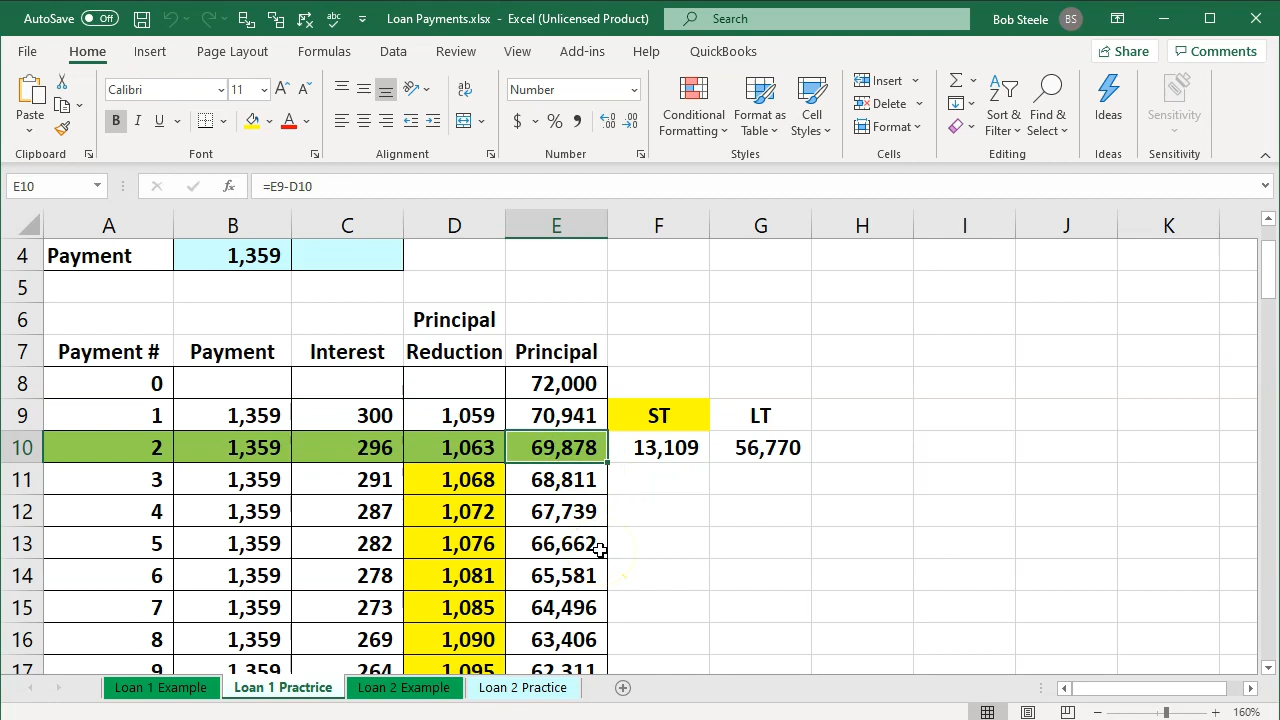 AutoSave Off Loan Payments.xlsx - Excel (Unlicensed Product) Search Bob Steele BS
File Home Insert Page Layout Formulas Data Review View Add-ins Help QuickBooks Share Comments
Paste Calibri 11 Number Conditional Formatting Format as Table Cell Styles Insert Delete Format Sort & Filter Find & Select Ideas Sensitivity
Clipboard Font Alignment Number Styles Cells Editing Ideas Sensitivity
E10 fx =E9-D10
A B C D E F G H I J K
4 Payment 1,359
5
6 Principal
7 Payment # Payment Interest Reduction Principal
8 0 72,000
9 1 1,359 300 1,059 70,941 ST LT
10 2 1,359 296 1,063 69,878 13,109 56,770
11 3 1,359 291 1,068 68,811
12 4 1,359 287 1,072 67,739
13 5 1,359 282 1,076 66,662
14 6 1,359 278 1,081 65,581
15 7 1,359 273 1,085 64,496
16 8 1,359 269 1,090 63,406
17 9 1,359 264 1,095 62,311
Loan 1 Example Loan 1 Practrice Loan 2 Example Loan 2 Practice
160%